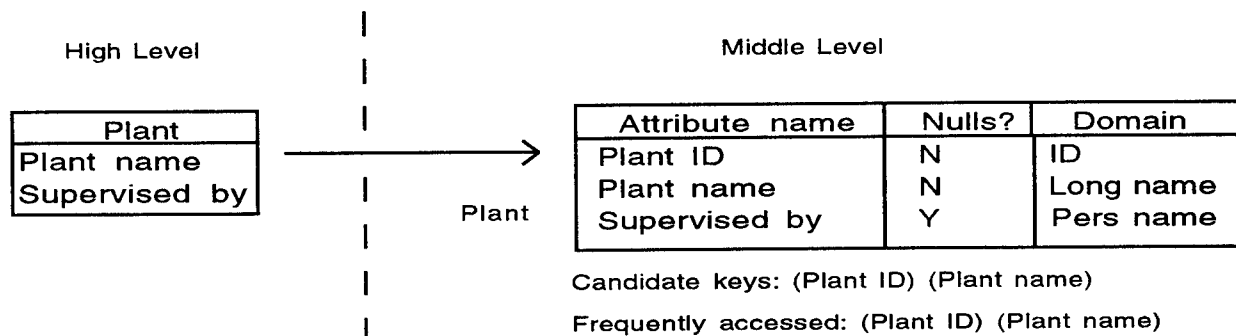 High Level
Plant
Plant name
Supervised by
Middle Level
Plant
Attribute name Nulls? Domain
Plant ID N ID
Plant name N Long name
Supervised by Y Pers name
Candidate keys: (Plant ID) (Plant name)
Frequently accessed: (Plant ID) (Plant name)